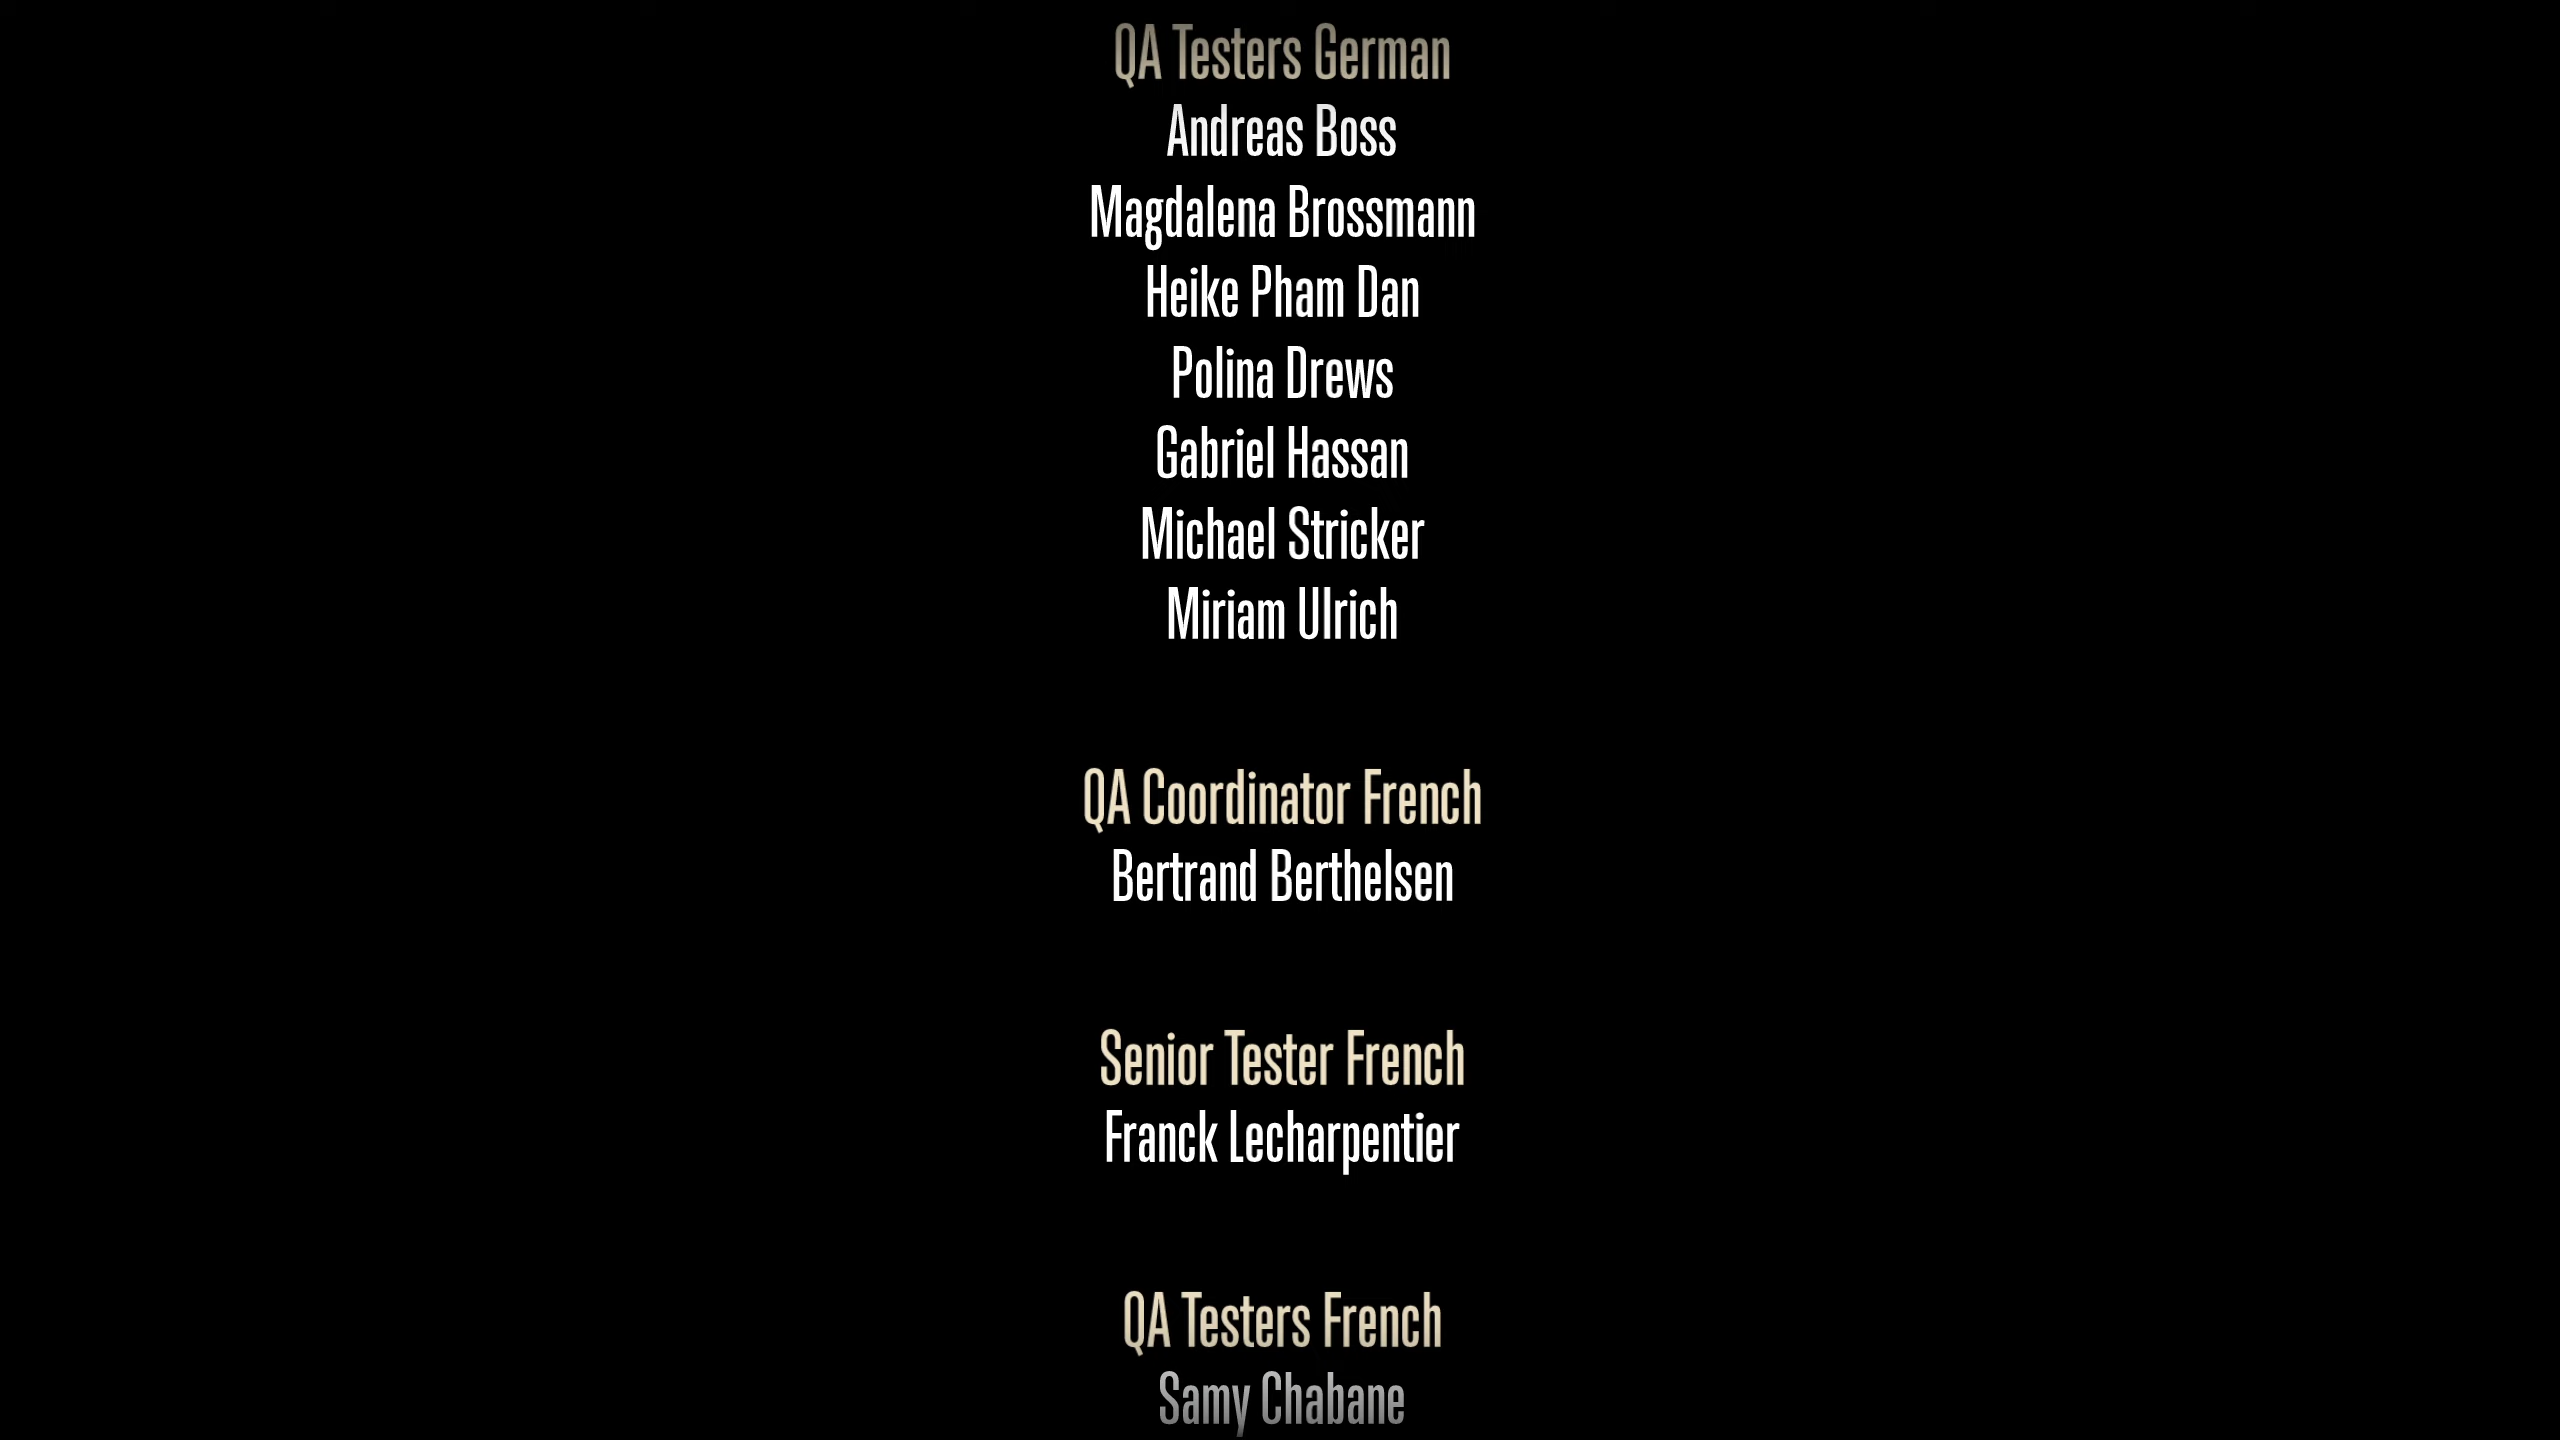 QA Testers German
Andreas Boss
Magdalena Brossmann
Heike Pham Dan
Polina Drews
Gabriel Hassan
Michael Stricker
Miriam Ulrich
QA Coordinator French
Bertrand Berthelsen
Senior Tester French
Franck Lecharpentier
QA Testers French
Samy Chabane